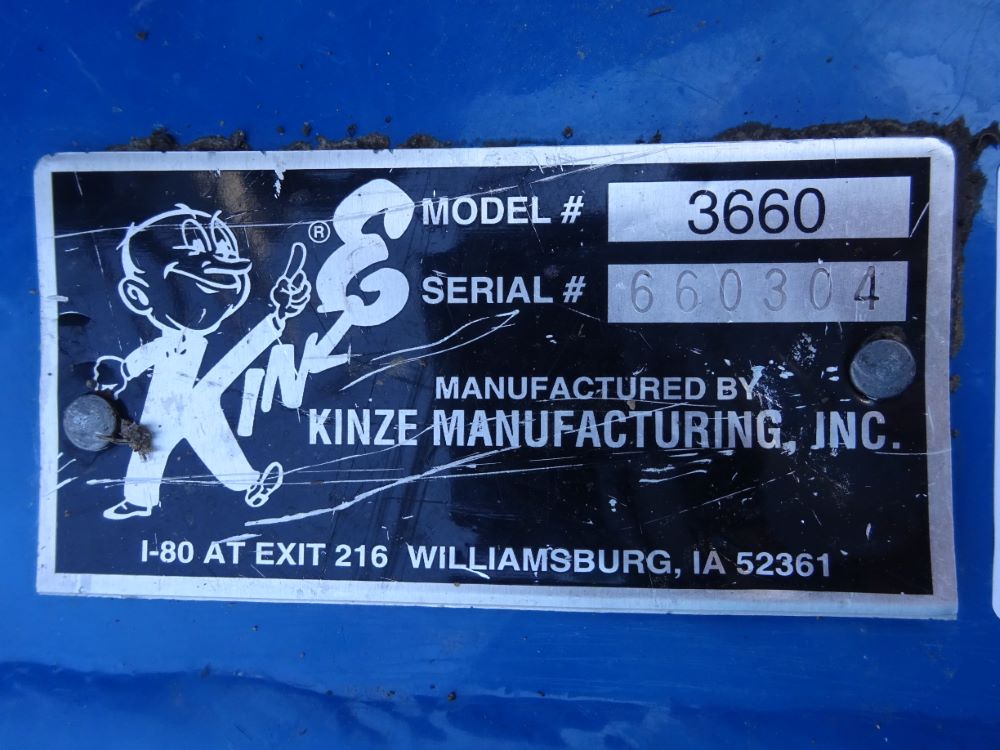 KINZE ®
MODEL # 3660
SERIAL # 660304
MANUFACTURED BY
KINZE MANUFACTURING, INC.
I-80 AT EXIT 216 WILLIAMSBURG, IA 52361